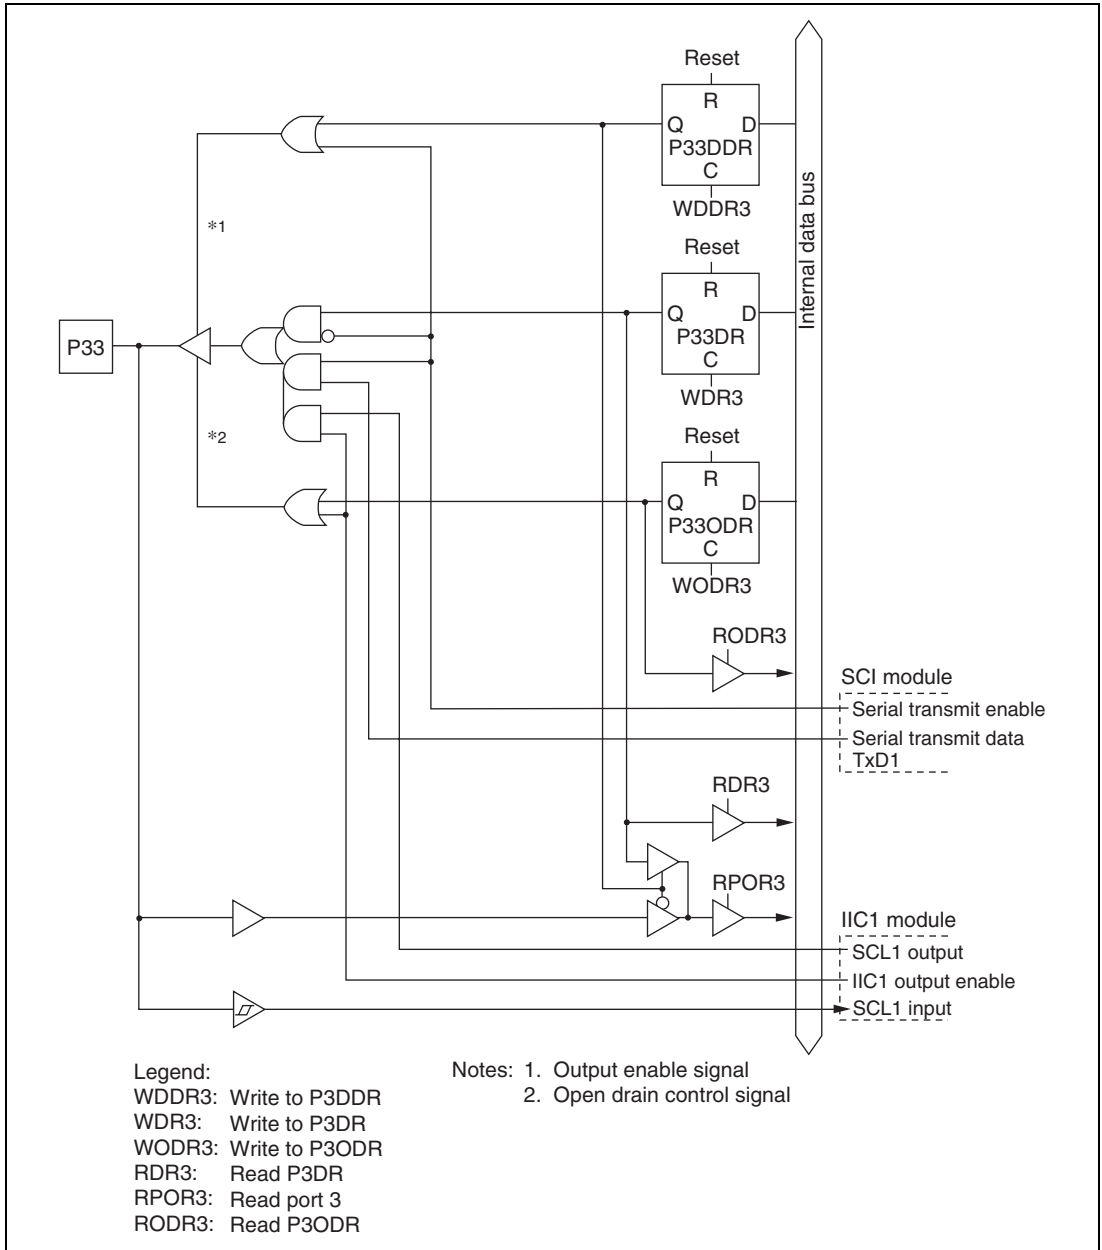 Reset
R
Q D
P33DDR
C
WDDR3
Internal data bus
*1
Reset
R
Q D
P33DR
C
WDR3
P33
*2
Reset
R
Q D
P33ODR
C
WODR3
RODR3
SCI module
Serial transmit enable
Serial transmit data
TxD1
RDR3
RPOR3
IIC1 module
SCL1 output
IIC1 output enable
SCL1 input
Legend:
WDDR3: Write to P3DDR
WDR3: Write to P3DR
WODR3: Write to P3ODR
RDR3: Read P3DR
RPOR3: Read port 3
RODR3: Read P3ODR
Notes: 1. Output enable signal
2. Open drain control signal